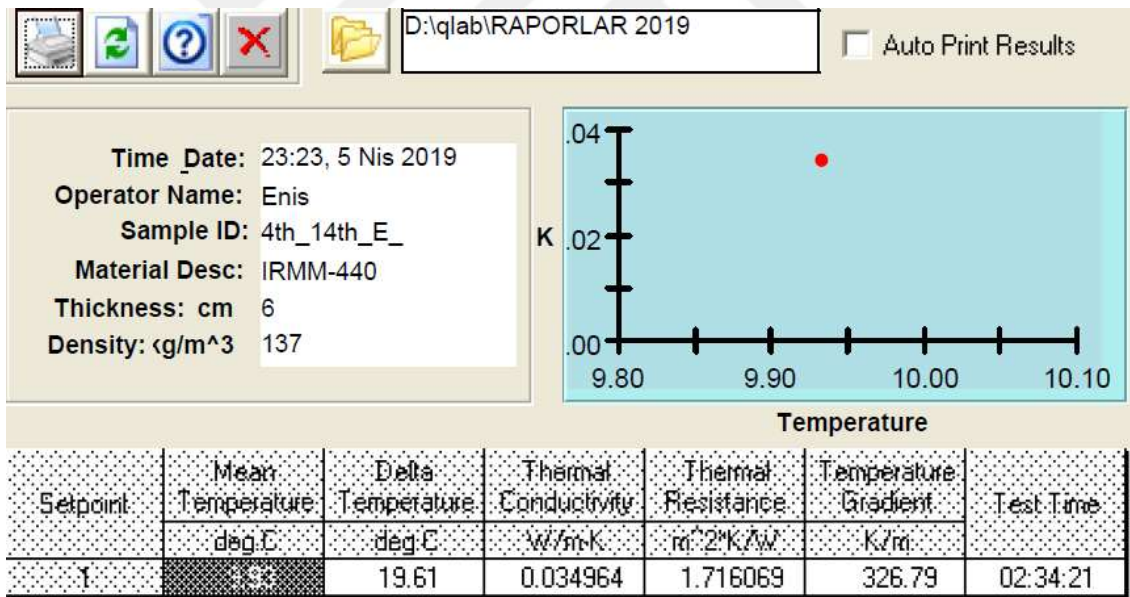 D:\qlab\RAPORLAR 2019
Auto Print Results
Time_Date: 23:23, 5 Nis 2019
Operator Name: Enis
Sample ID: 4th_14th_E_
Material Desc: IRMM-440
Thickness: cm 6
Density: ‹g/m^3 137
.04
K .02
.00
9.80 9.90 10.00 10.10
Temperature
Setpoint Mean Temperature Delta Temperature Thermal Conductivity Thermal Resistance Temperature Gradient Test Time
deg.C deg.C W/m-K m^2*K/W K/m
1 9.93 19.61 0.034964 1.716069 326.79 02:34:21